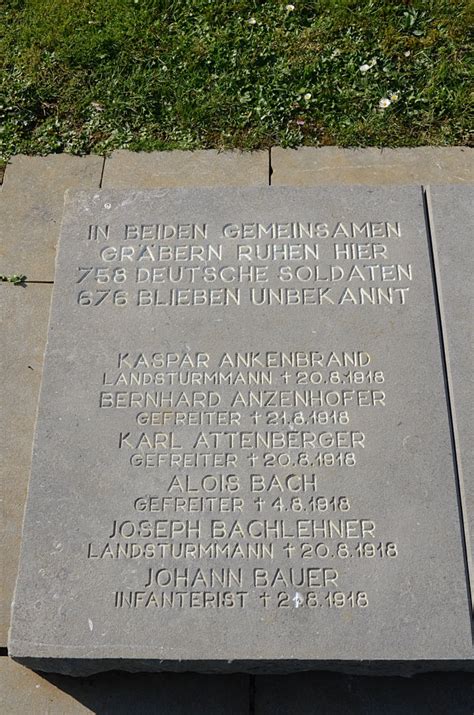 IN BEIDEN GEMEINSAMEN
GRÄBERN RUHEN HIER
758 DEUTSCHE SOLDATEN
676 BLIEBEN UNBEKANNT
KASPAR ANKENBRAND
LANDSTURMMANN † 20.8.1918
BERNHARD ANZENHOFER
GEFREITER † 21.8.1918
KARL ATTENBERGER
GEFREITER † 20.8.1918
ALOIS BACH
GEFREITER † 4.8.1918
JOSEPH BACHLEHNER
LANDSTURMMANN † 20.8.1918
JOHANN BAUER
INFANTERIST † 21.8.1918